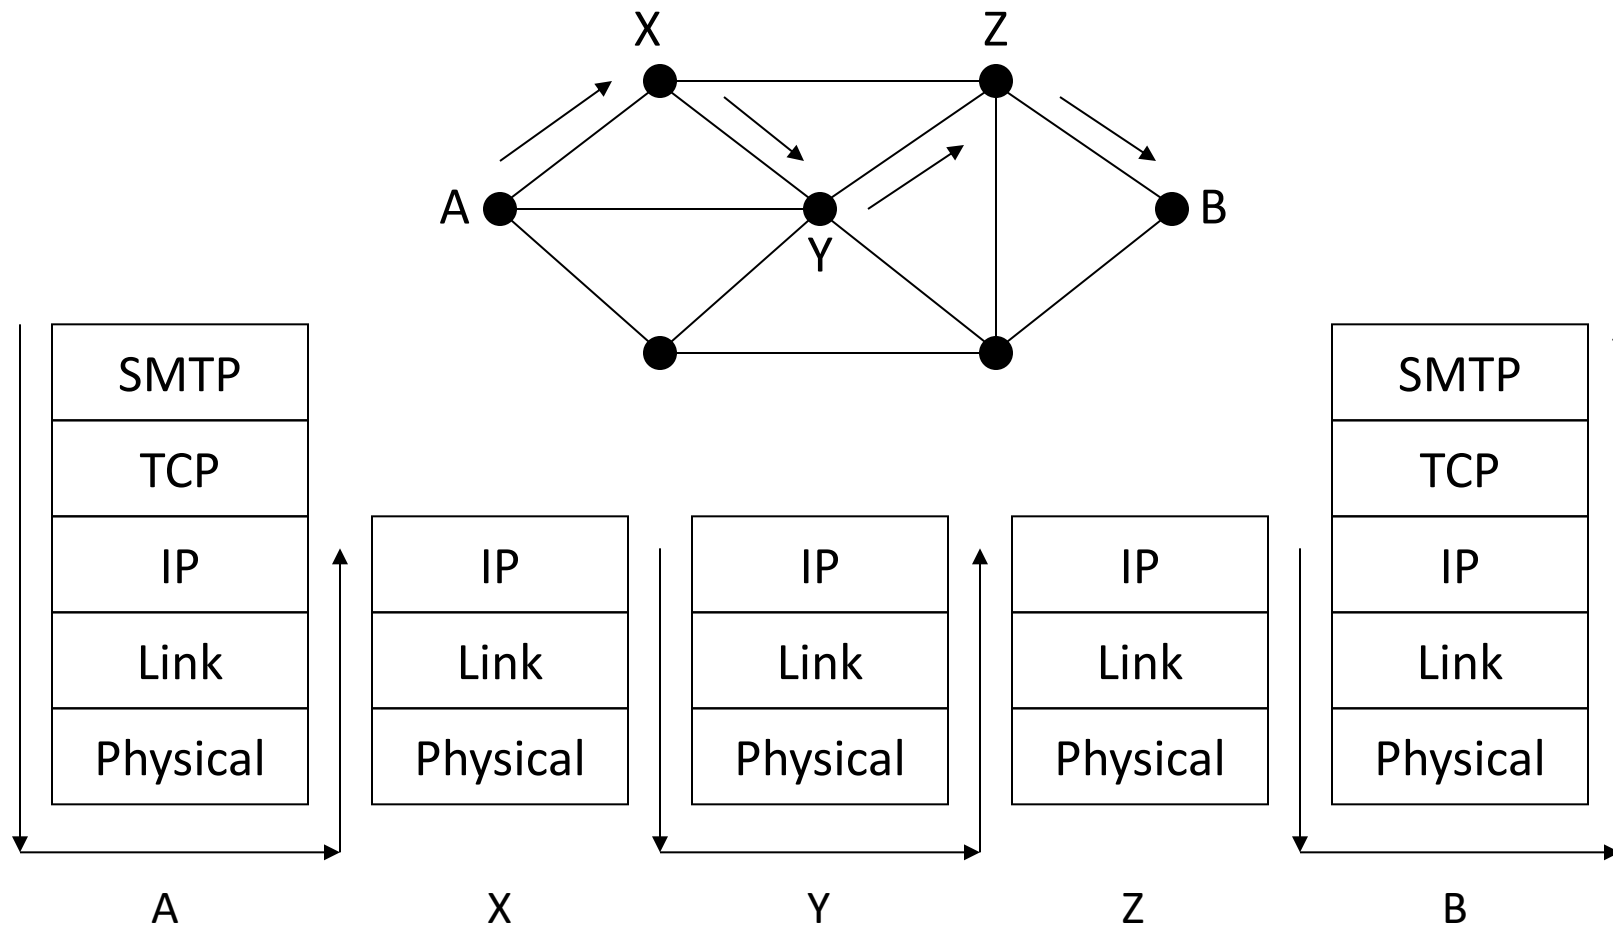 X Z
A B
Y
SMTP SMTP
TCP TCP
IP IP IP IP IP
Link Link Link Link Link
Physical Physical Physical Physical Physical
A X Y Z B